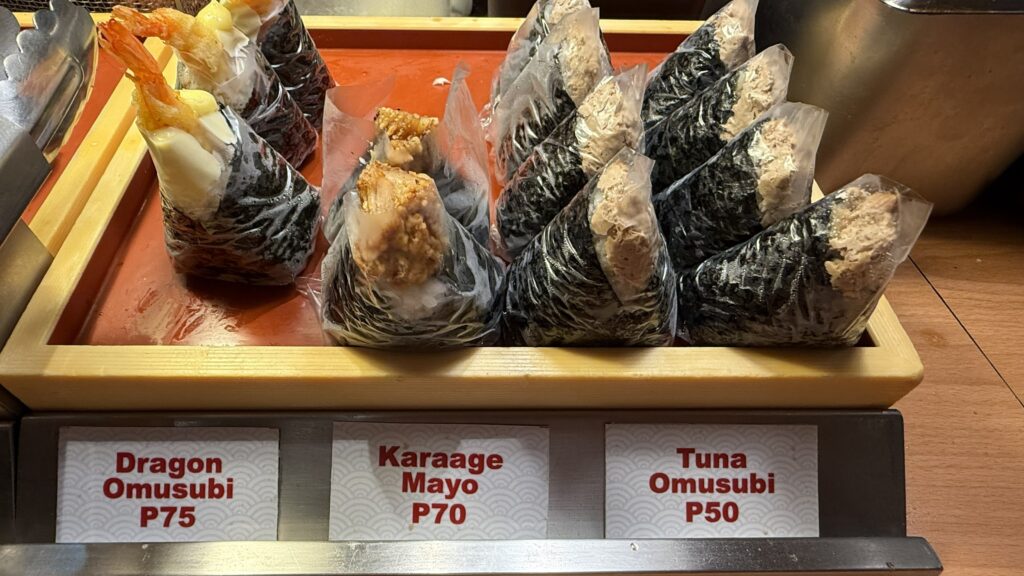 Dragon
Omusubi
P75
Karaage
Mayo
P70
Tuna
Omusubi
P50